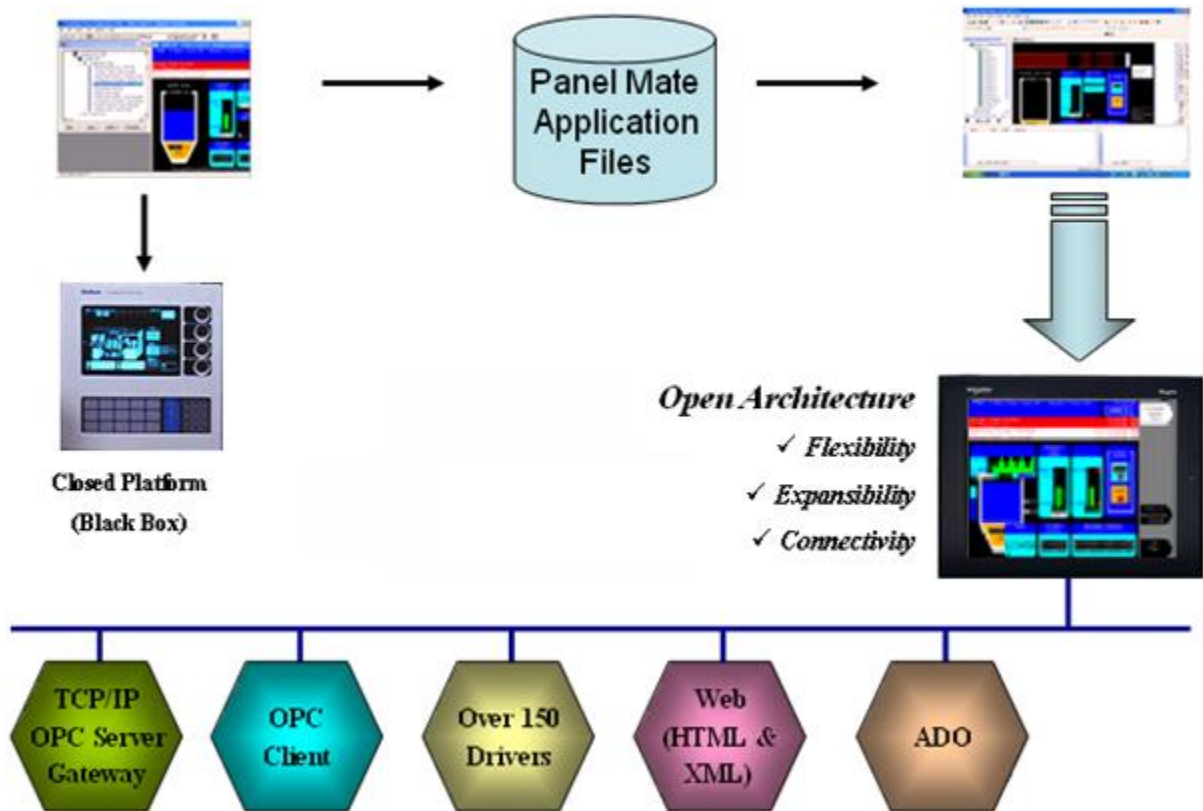 Panel Mate
Application
Files
Closed Platform
(Black Box)
Open Architecture
✓ Flexibility
✓ Expansibility
✓ Connectivity
TCP/IP
OPC Server
Gateway
OPC
Client
Over 150
Drivers
Web
(HTML &
XML)
ADO